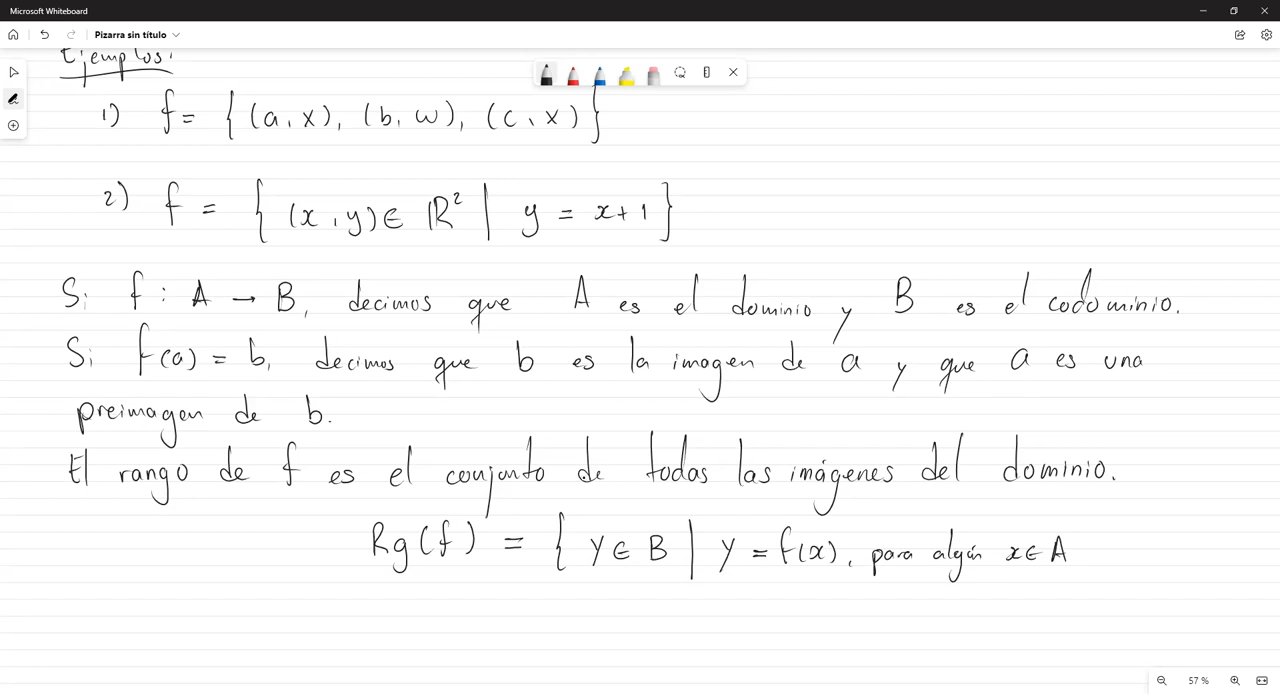 Microsoft Whiteboard
Pizarra sin título
Ejemplos:
1) f = { (a, x), (b, w), (c, x) }
2) f = { (x, y) ∈ ℝ² | y = x+1 }
Si f : A → B, decimos que A es el dominio y B es el codominio.
Si f(a) = b, decimos que b es la imagen de a y que a es una
preimagen de b.
El rango de f es el conjunto de todas las imágenes del dominio.
Rg(f) = { y ∈ B | y = f(x), para algún x ∈ A
57 %